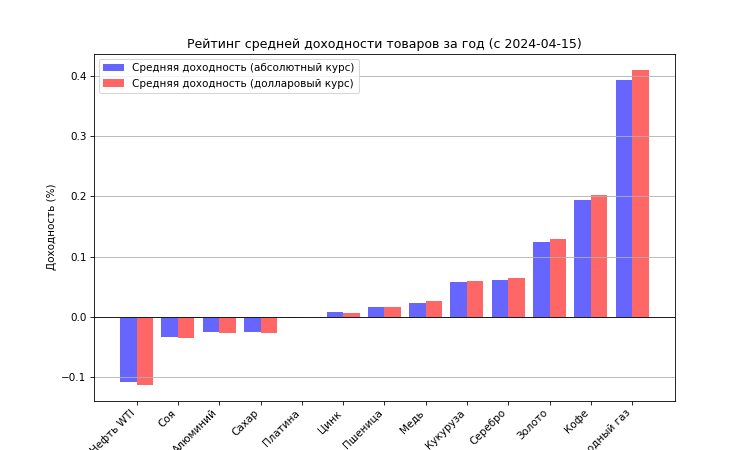 Рейтинг средней доходности товаров за год (с 2024-04-15)
Средняя доходность (абсолютный курс)
Средняя доходность (долларовый курс)
Доходность (%)
0.4
0.3
0.2
0.1
0.0
−0.1
Нефть WTI
Соя
Алюминий
Сахар
Платина
Цинк
Пшеница
Медь
Кукуруза
Серебро
Золото
Кофе
газ